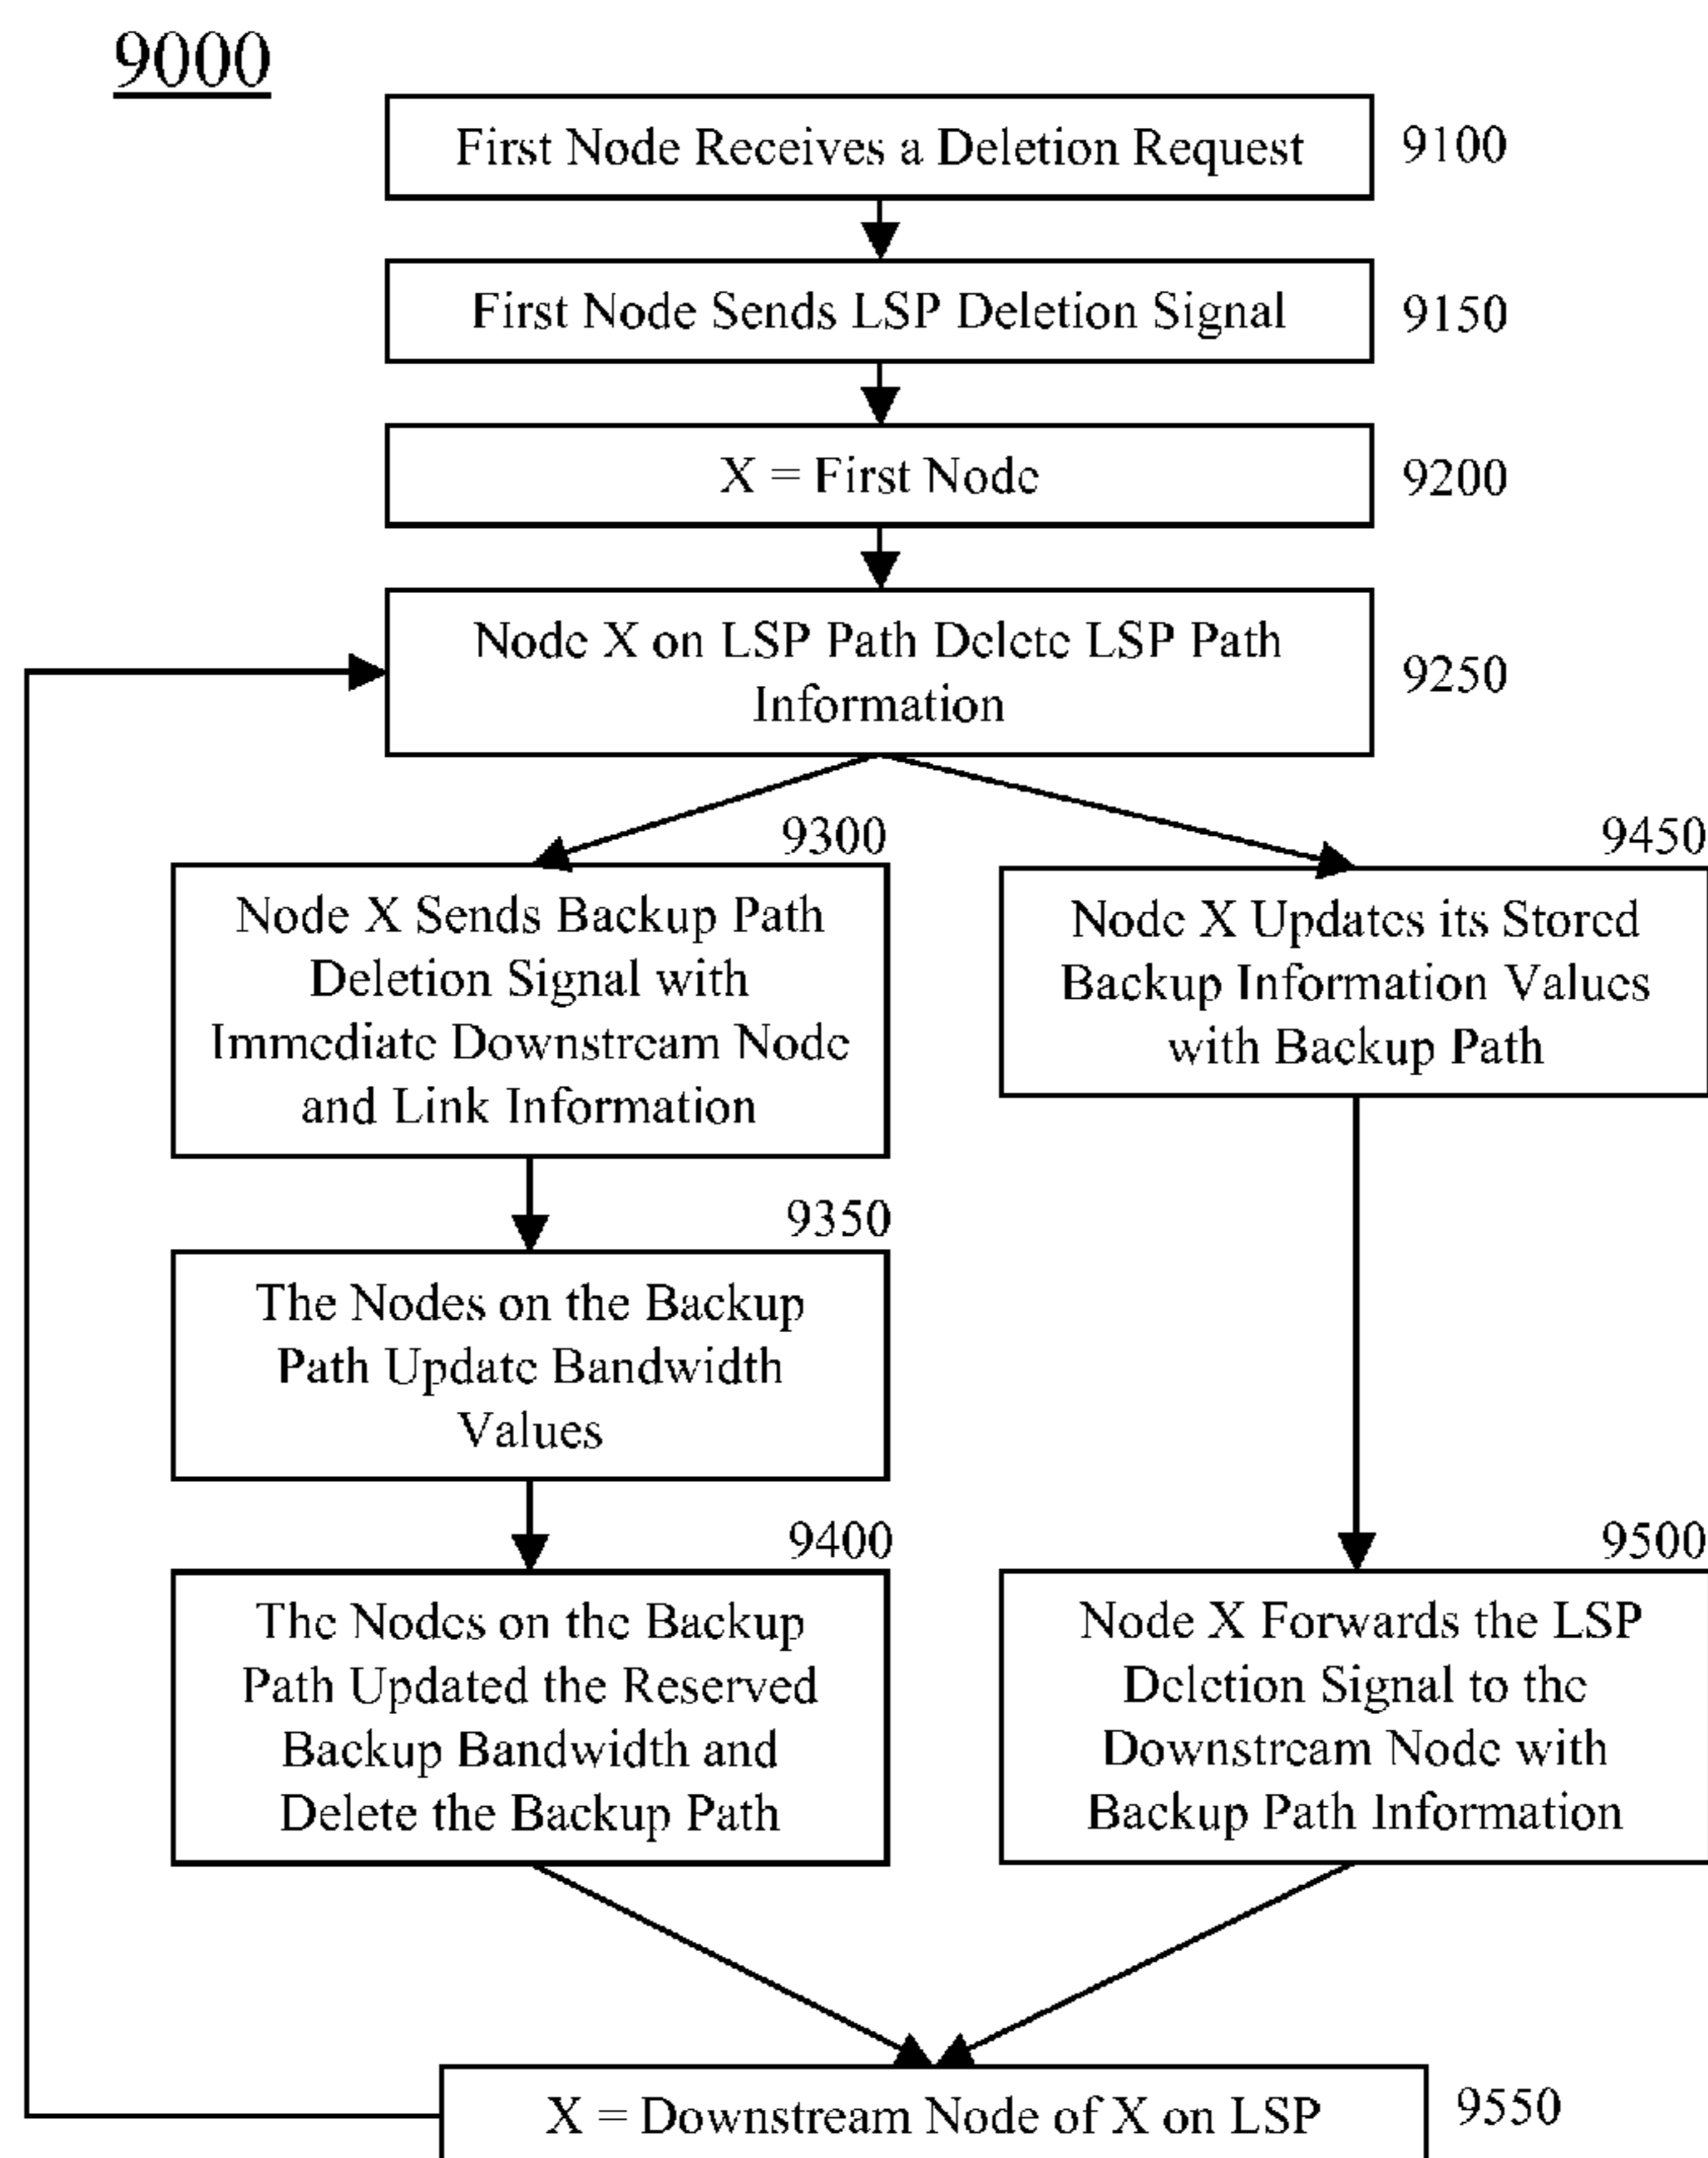 9000
First Node Receives a Deletion Request
9100
First Node Sends LSP Deletion Signal
9150
X = First Node
9200
Node X on LSP Path Delete LSP Path
Information
9250
9300
Node X Sends Backup Path
Deletion Signal with
Immediate Downstream Node
and Link Information
9450
Node X Updates its Stored
Backup Information Values
with Backup Path
9350
The Nodes on the Backup
Path Update Bandwidth
Values
9400
The Nodes on the Backup
Path Updated the Reserved
Backup Bandwidth and
Delete the Backup Path
9500
Node X Forwards the LSP
Deletion Signal to the
Downstream Node with
Backup Path Information
X = Downstream Node of X on LSP
9550